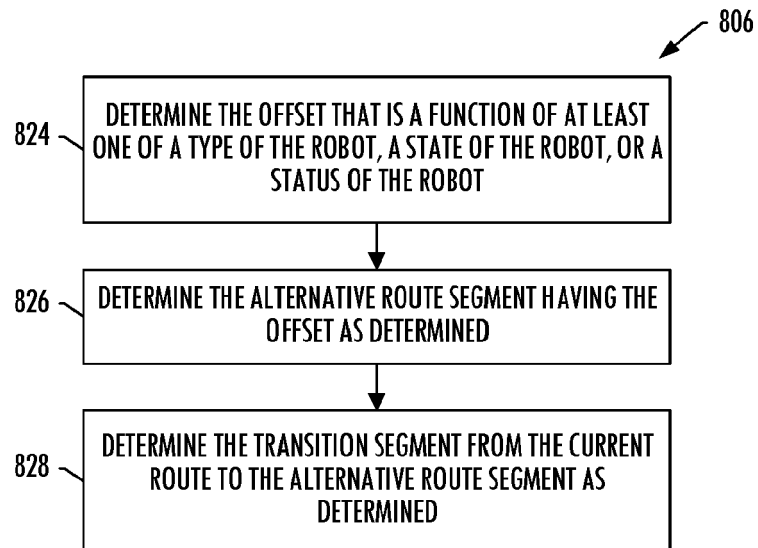 806
824
DETERMINE THE OFFSET THAT IS A FUNCTION OF AT LEAST
ONE OF A TYPE OF THE ROBOT, A STATE OF THE ROBOT, OR A
STATUS OF THE ROBOT
826
DETERMINE THE ALTERNATIVE ROUTE SEGMENT HAVING THE
OFFSET AS DETERMINED
828
DETERMINE THE TRANSITION SEGMENT FROM THE CURRENT
ROUTE TO THE ALTERNATIVE ROUTE SEGMENT AS
DETERMINED